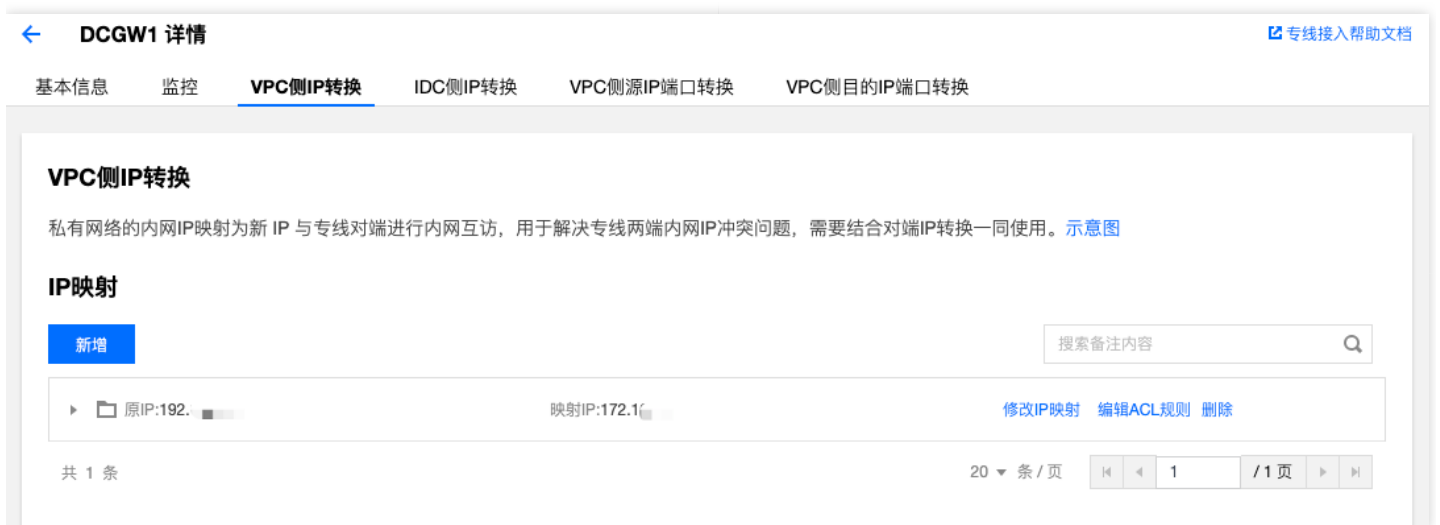 DCGW1 详情
专线接入帮助文档
基本信息 监控 VPC侧IP转换 IDC侧IP转换 VPC侧源IP端口转换 VPC侧目的IP端口转换
VPC侧IP转换
私有网络的内网IP映射为新 IP 与专线对端进行内网互访，用于解决专线两端内网IP冲突问题，需要结合对端IP转换一同使用。示意图
IP映射
新增 搜索备注内容
原IP:192. 映射IP:172.1 修改IP映射 编辑ACL规则 删除
共 1 条 20 条 / 页 1 / 1 页